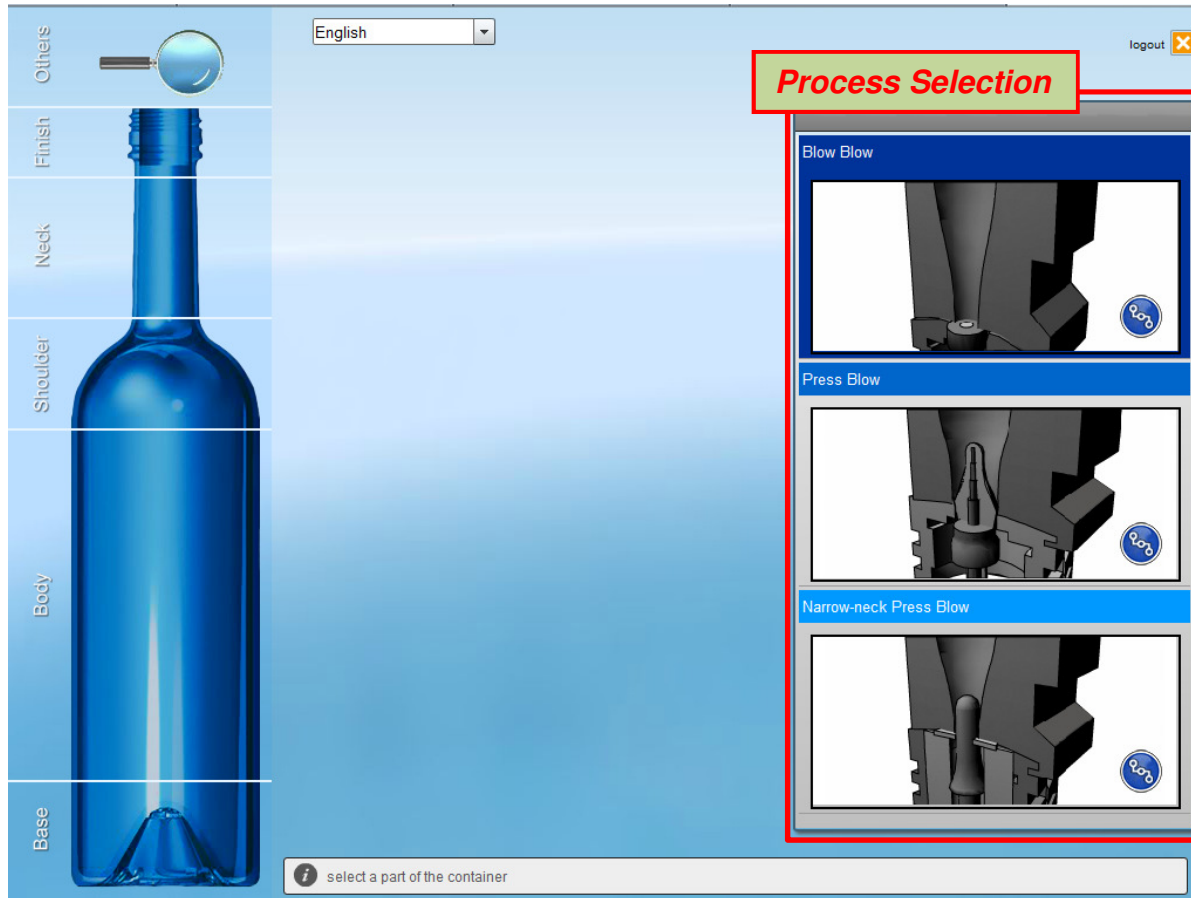 English
logout
Process Selection
Others
Finish
Neck
Shoulder
Body
Base
Blow Blow
Press Blow
Narrow-neck Press Blow
select a part of the container